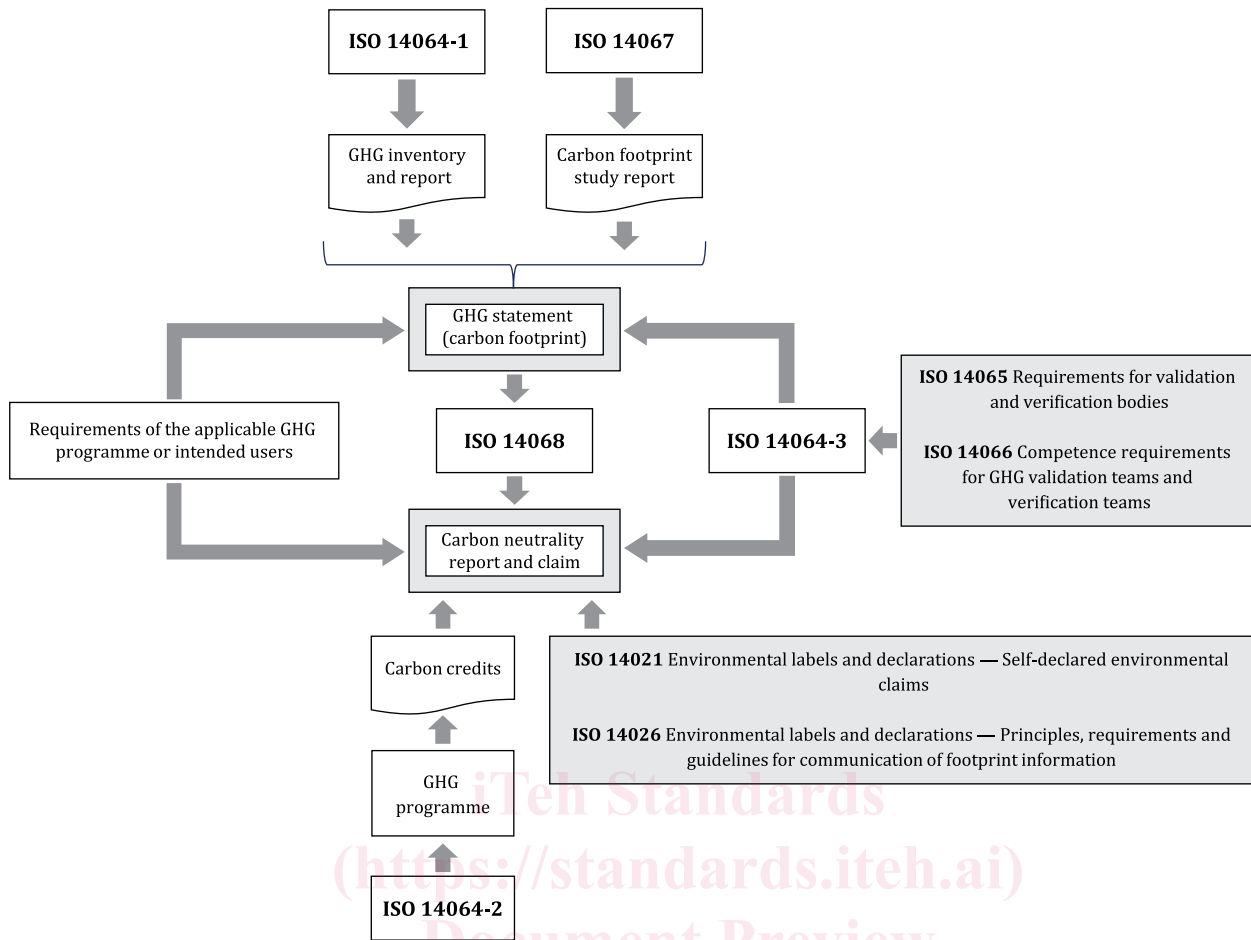 ISO 14064-1
ISO 14067
GHG inventory
and report
Carbon footprint
study report
GHG statement
(carbon footprint)
Requirements of the applicable GHG
programme or intended users
ISO 14068
ISO 14064-3
ISO 14065 Requirements for validation
and verification bodies
ISO 14066 Competence requirements
for GHG validation teams and
verification teams
Carbon neutrality
report and claim
Carbon credits
ISO 14021 Environmental labels and declarations — Self-declared environmental
claims
ISO 14026 Environmental labels and declarations — Principles, requirements and
guidelines for communication of footprint information
GHG
programme
iTeh Standards
(https://standards.iteh.ai)
ISO 14064-2
Document Preview